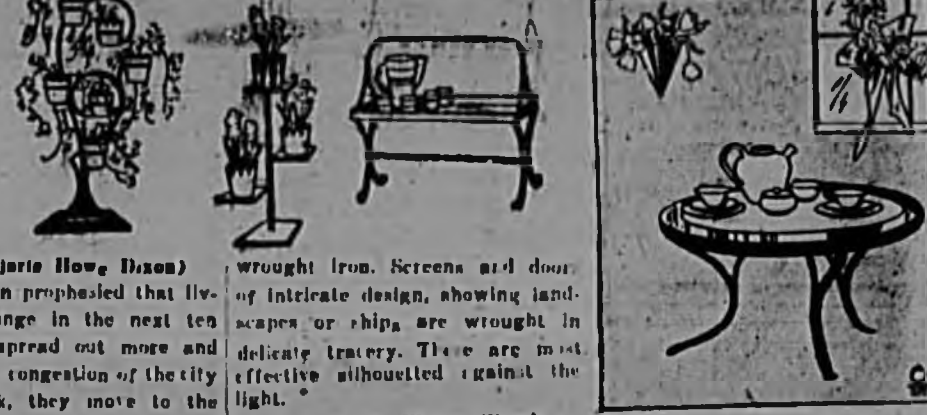 jorie Howe Dixon)
n prophesied that liv-
nge in the next ten
spread out more and
congestion of the city
k, they move to the
wrought iron. Screens and door
of intricate design, showing land-
scapes or ships are wrought in
delicate tracery. These are most
effective silhouetted against the
light.